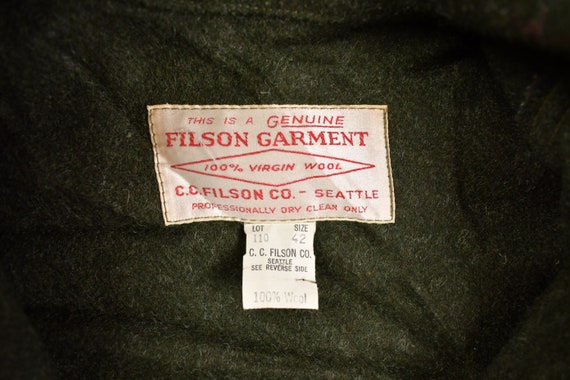 THIS IS A GENUINE
FILSON GARMENT
100% VIRGIN WOOL
C.C. FILSON CO. - SEATTLE
PROFESSIONALLY DRY CLEAN ONLY
LOT SIZE
110 42
C. C. FILSON CO.
SEATTLE
SEE REVERSE SIDE
100% Wool